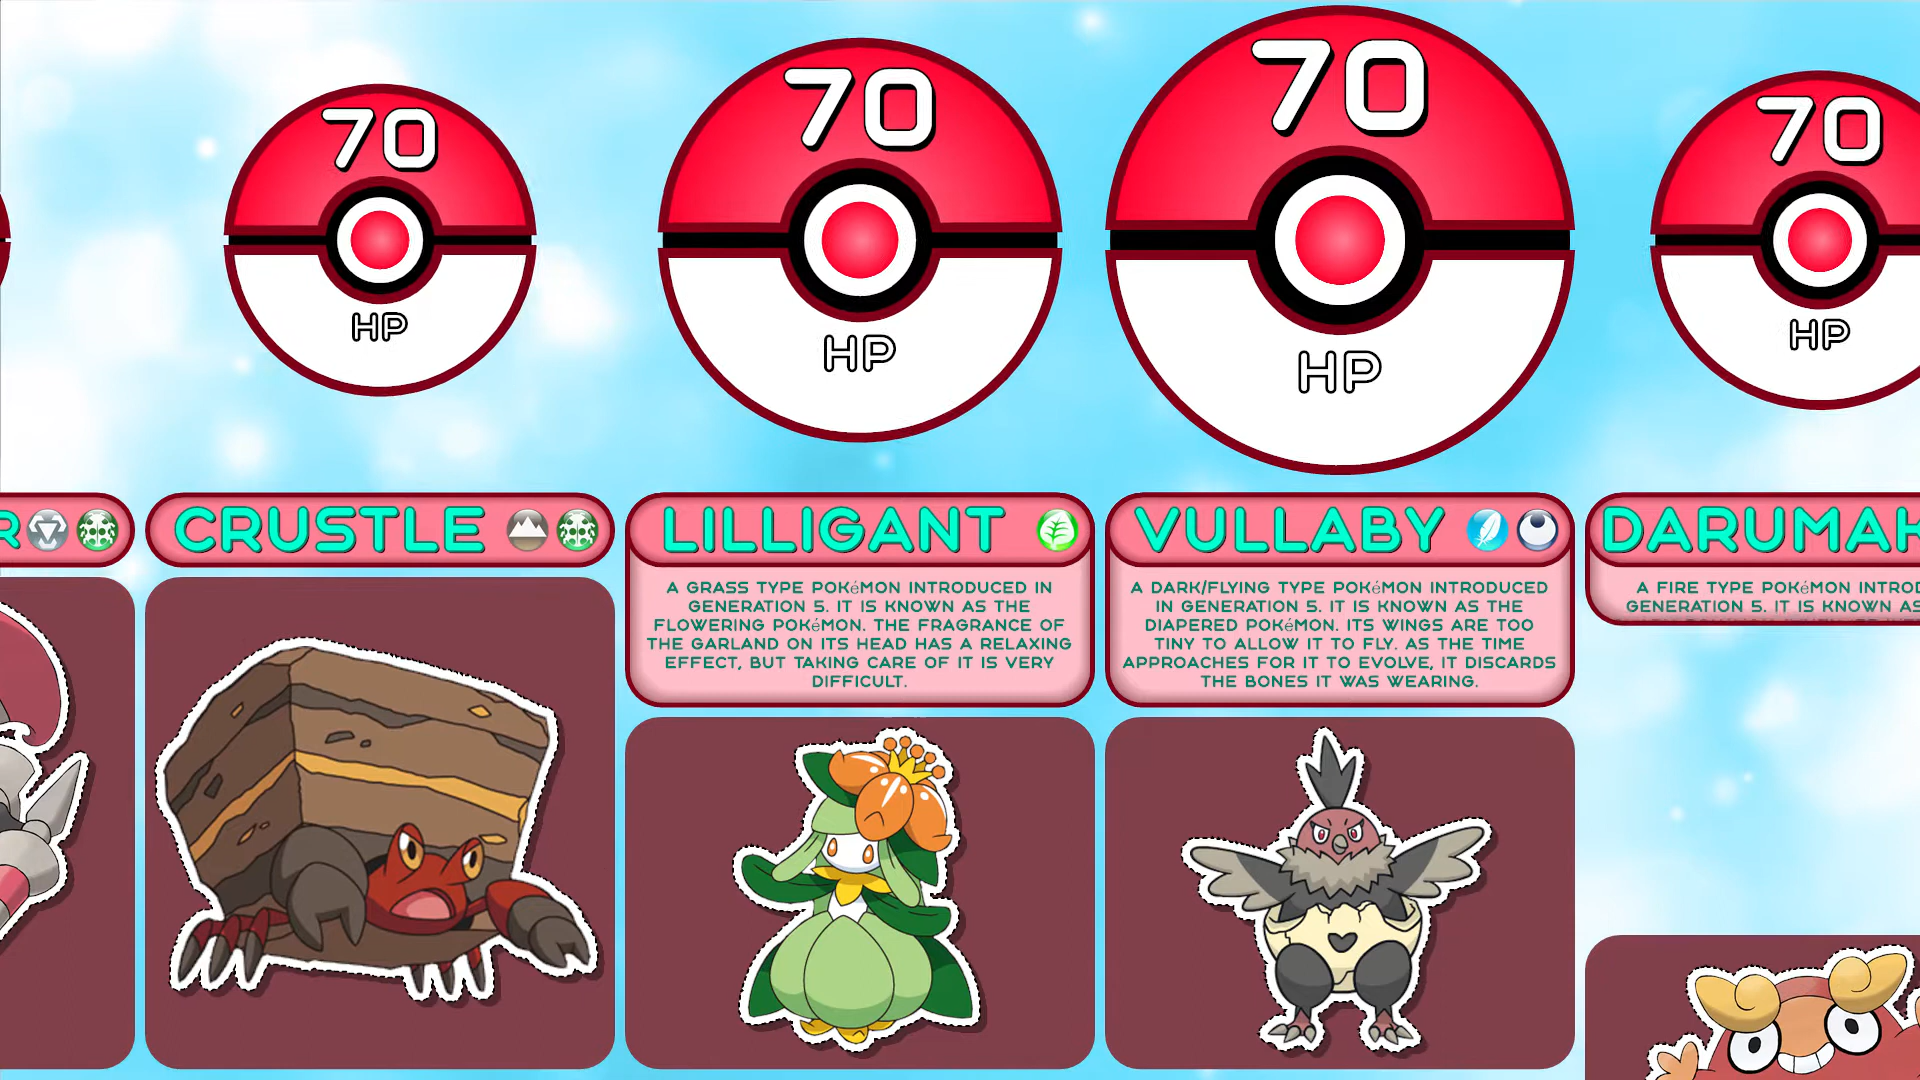 70
HP
70
HP
70
HP
70
HP
R
CRUSTLE
LILLIGANT
A GRASS TYPE POKéMON INTRODUCED IN
GENERATION 5. IT IS KNOWN AS THE
FLOWERING POKéMON. THE FRAGRANCE OF
THE GARLAND ON ITS HEAD HAS A RELAXING
EFFECT, BUT TAKING CARE OF IT IS VERY
DIFFICULT.
VULLABY
A DARK/FLYING TYPE POKéMON INTRODUCED
IN GENERATION 5. IT IS KNOWN AS THE
DIAPERED POKéMON. ITS WINGS ARE TOO
TINY TO ALLOW IT TO FLY. AS THE TIME
APPROACHES FOR IT TO EVOLVE, IT DISCARDS
THE BONES IT WAS WEARING.
DARUMAK
A FIRE TYPE POKéMON INTROD
GENERATION 5. IT IS KNOWN AS